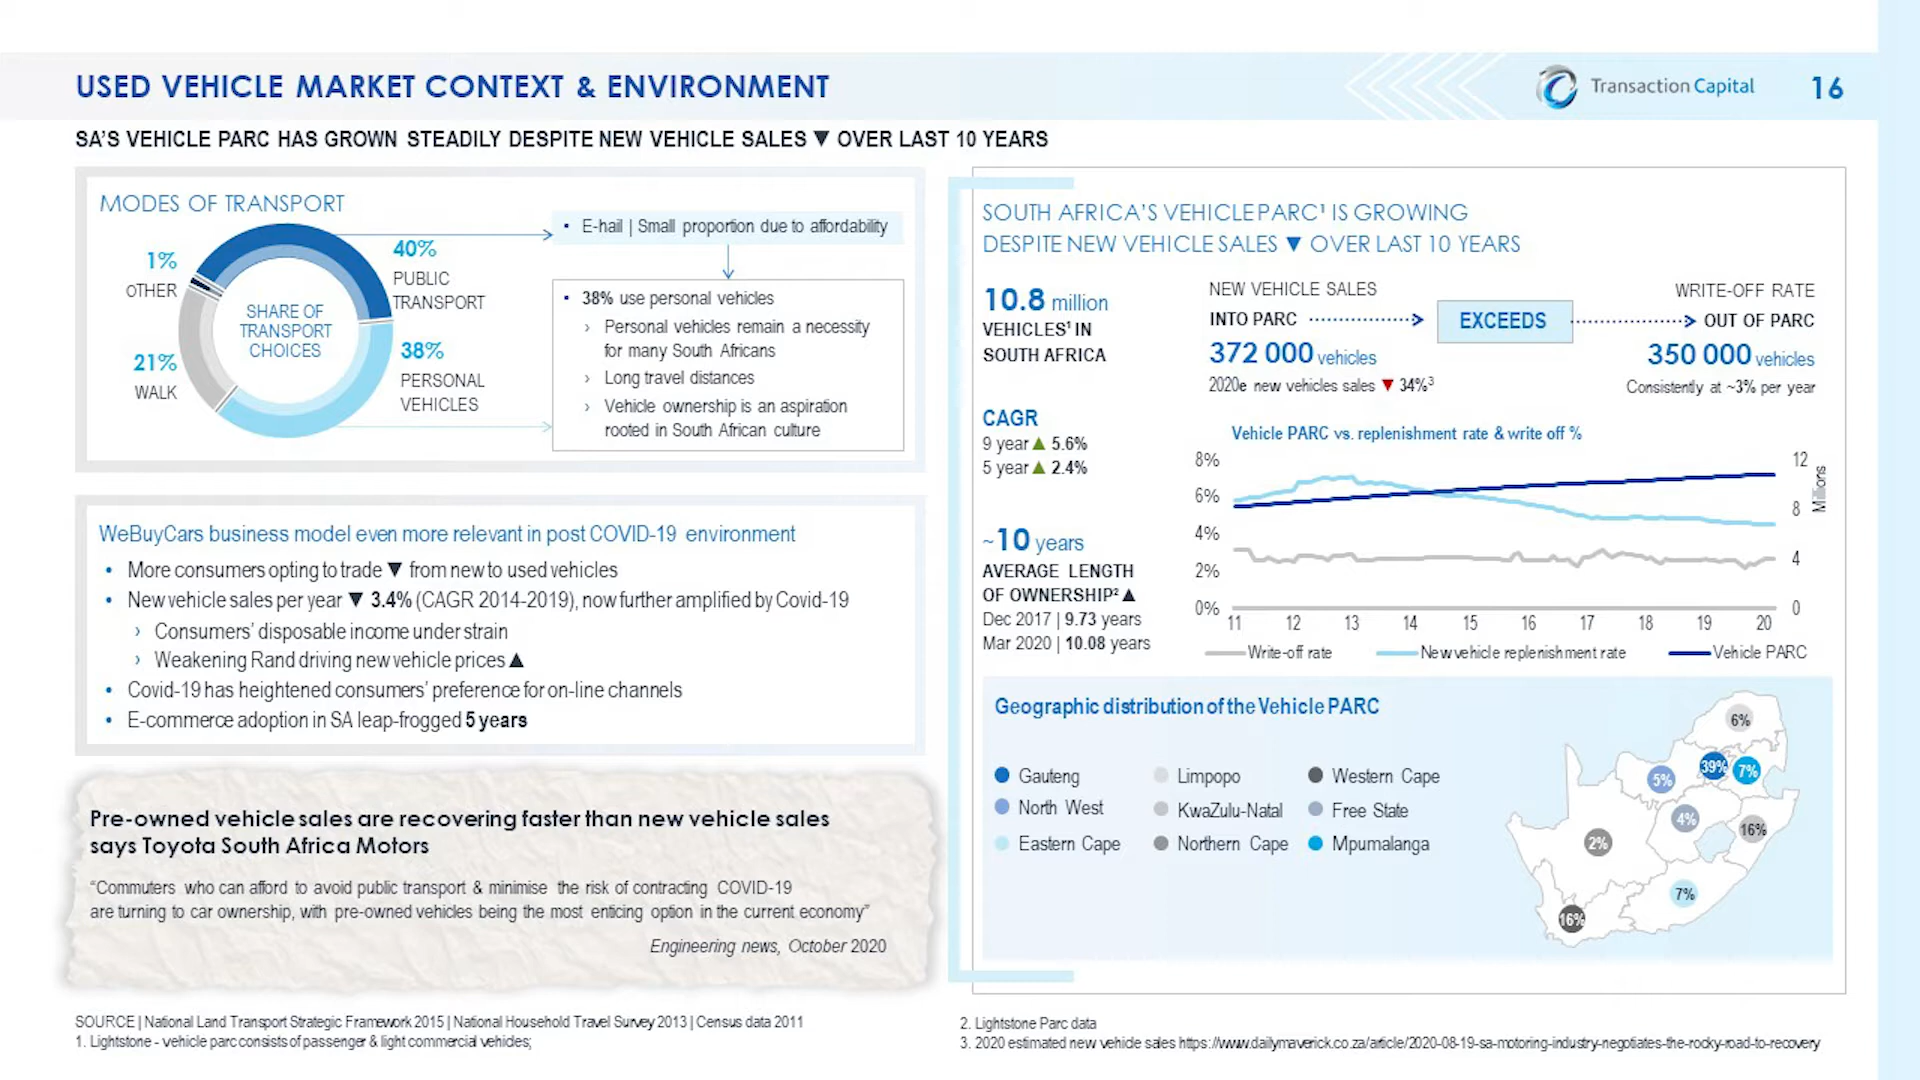 USED VEHICLE MARKET CONTEXT & ENVIRONMENT
Transaction Capital
16
SA'S VEHICLE PARC HAS GROWN STEADILY DESPITE NEW VEHICLE SALES ▼ OVER LAST 10 YEARS
MODES OF TRANSPORT
1%
OTHER
21%
WALK
SHARE OF
TRANSPORT
CHOICES
40%
PUBLIC
TRANSPORT
38%
PERSONAL
VEHICLES
• E-hail | Small proportion due to affordability
• 38% use personal vehicles
› Personal vehicles remain a necessity
for many South Africans
› Long travel distances
› Vehicle ownership is an aspiration
rooted in South African culture
WeBuyCars business model even more relevant in post COVID-19 environment
• More consumers opting to trade ▼ from new to used vehicles
• New vehicle sales per year ▼ 3.4% (CAGR 2014-2019), now further amplified by Covid-19
› Consumers' disposable income under strain
› Weakening Rand driving new vehicle prices ▲
• Covid-19 has heightened consumers' preference for on-line channels
• E-commerce adoption in SA leap-frogged 5 years
Pre-owned vehicle sales are recovering faster than new vehicle sales
says Toyota South Africa Motors
"Commuters who can afford to avoid public transport & minimise the risk of contracting COVID-19
are turning to car ownership, with pre-owned vehicles being the most enticing option in the current economy"
Engineering news, October 2020
SOUTH AFRICA'S VEHICLE PARC¹ IS GROWING
DESPITE NEW VEHICLE SALES ▼ OVER LAST 10 YEARS
10.8 million
VEHICLES¹ IN
SOUTH AFRICA
NEW VEHICLE SALES
INTO PARC
372 000 vehicles
2020e new vehicles sales ▼ 34%³
EXCEEDS
WRITE-OFF RATE
OUT OF PARC
350 000 vehicles
Consistently at ~3% per year
CAGR
9 year ▲ 5.6%
5 year ▲ 2.4%
~10 years
AVERAGE LENGTH
OF OWNERSHIP² ▲
Dec 2017 | 9.73 years
Mar 2020 | 10.08 years
Vehicle PARC vs. replenishment rate & write off %
8%
6%
4%
2%
0%
12
8
4
0
Millions
11 12 13 14 15 16 17 18 19 20
Write-off rate New vehicle replenishment rate Vehicle PARC
Geographic distribution of the Vehicle PARC
Gauteng Limpopo Western Cape
North West KwaZulu-Natal Free State
Eastern Cape Northern Cape Mpumalanga
6%
39%
7%
5%
4%
16%
2%
7%
16%
SOURCE | National Land Transport Strategic Framework 2015 | National Household Travel Survey 2013 | Census data 2011
1. Lightstone - vehicle parc consists of passenger & light commercial vehicles;
2. Lightstone Parc data
3. 2020 estimated new vehicle sales https://www.dailymaverick.co.za/article/2020-08-19-sa-motoring-industry-negotiates-the-rocky-road-to-recovery